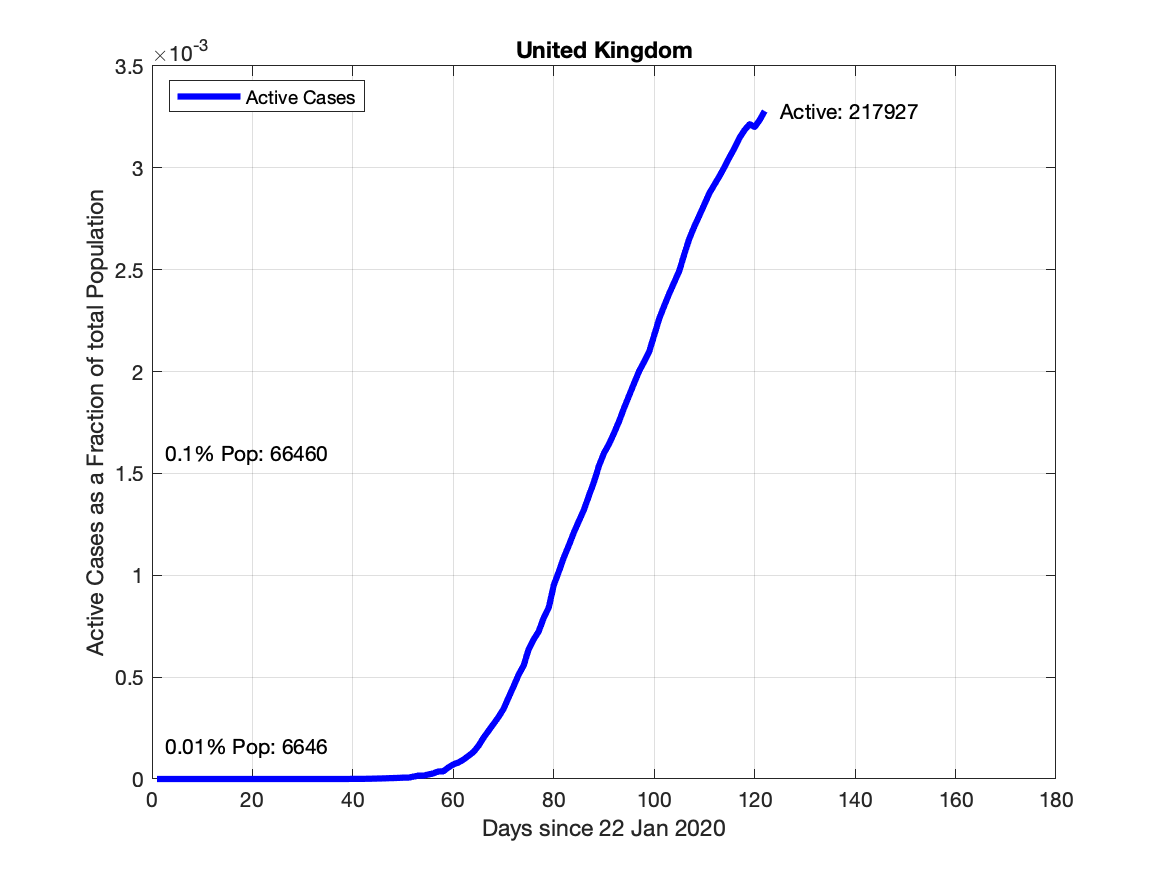 ×10-3
United Kingdom
3.5
3
2.5
2
1.5
1
0.5
0
Active Cases as a Fraction of total Population
Active Cases
Active: 217927
0.1% Pop: 66460
0.01% Pop: 6646
0 20 40 60 80 100 120 140 160 180
Days since 22 Jan 2020